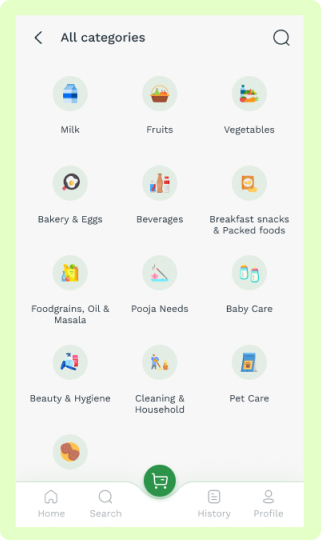 All categories
Milk
Fruits
Vegetables
Bakery & Eggs
Beverages
Breakfast snacks
& Packed foods
Foodgrains, Oil &
Masala
Pooja Needs
Baby Care
Beauty & Hygiene
Cleaning &
Household
Pet Care
Home
Search
History
Profile